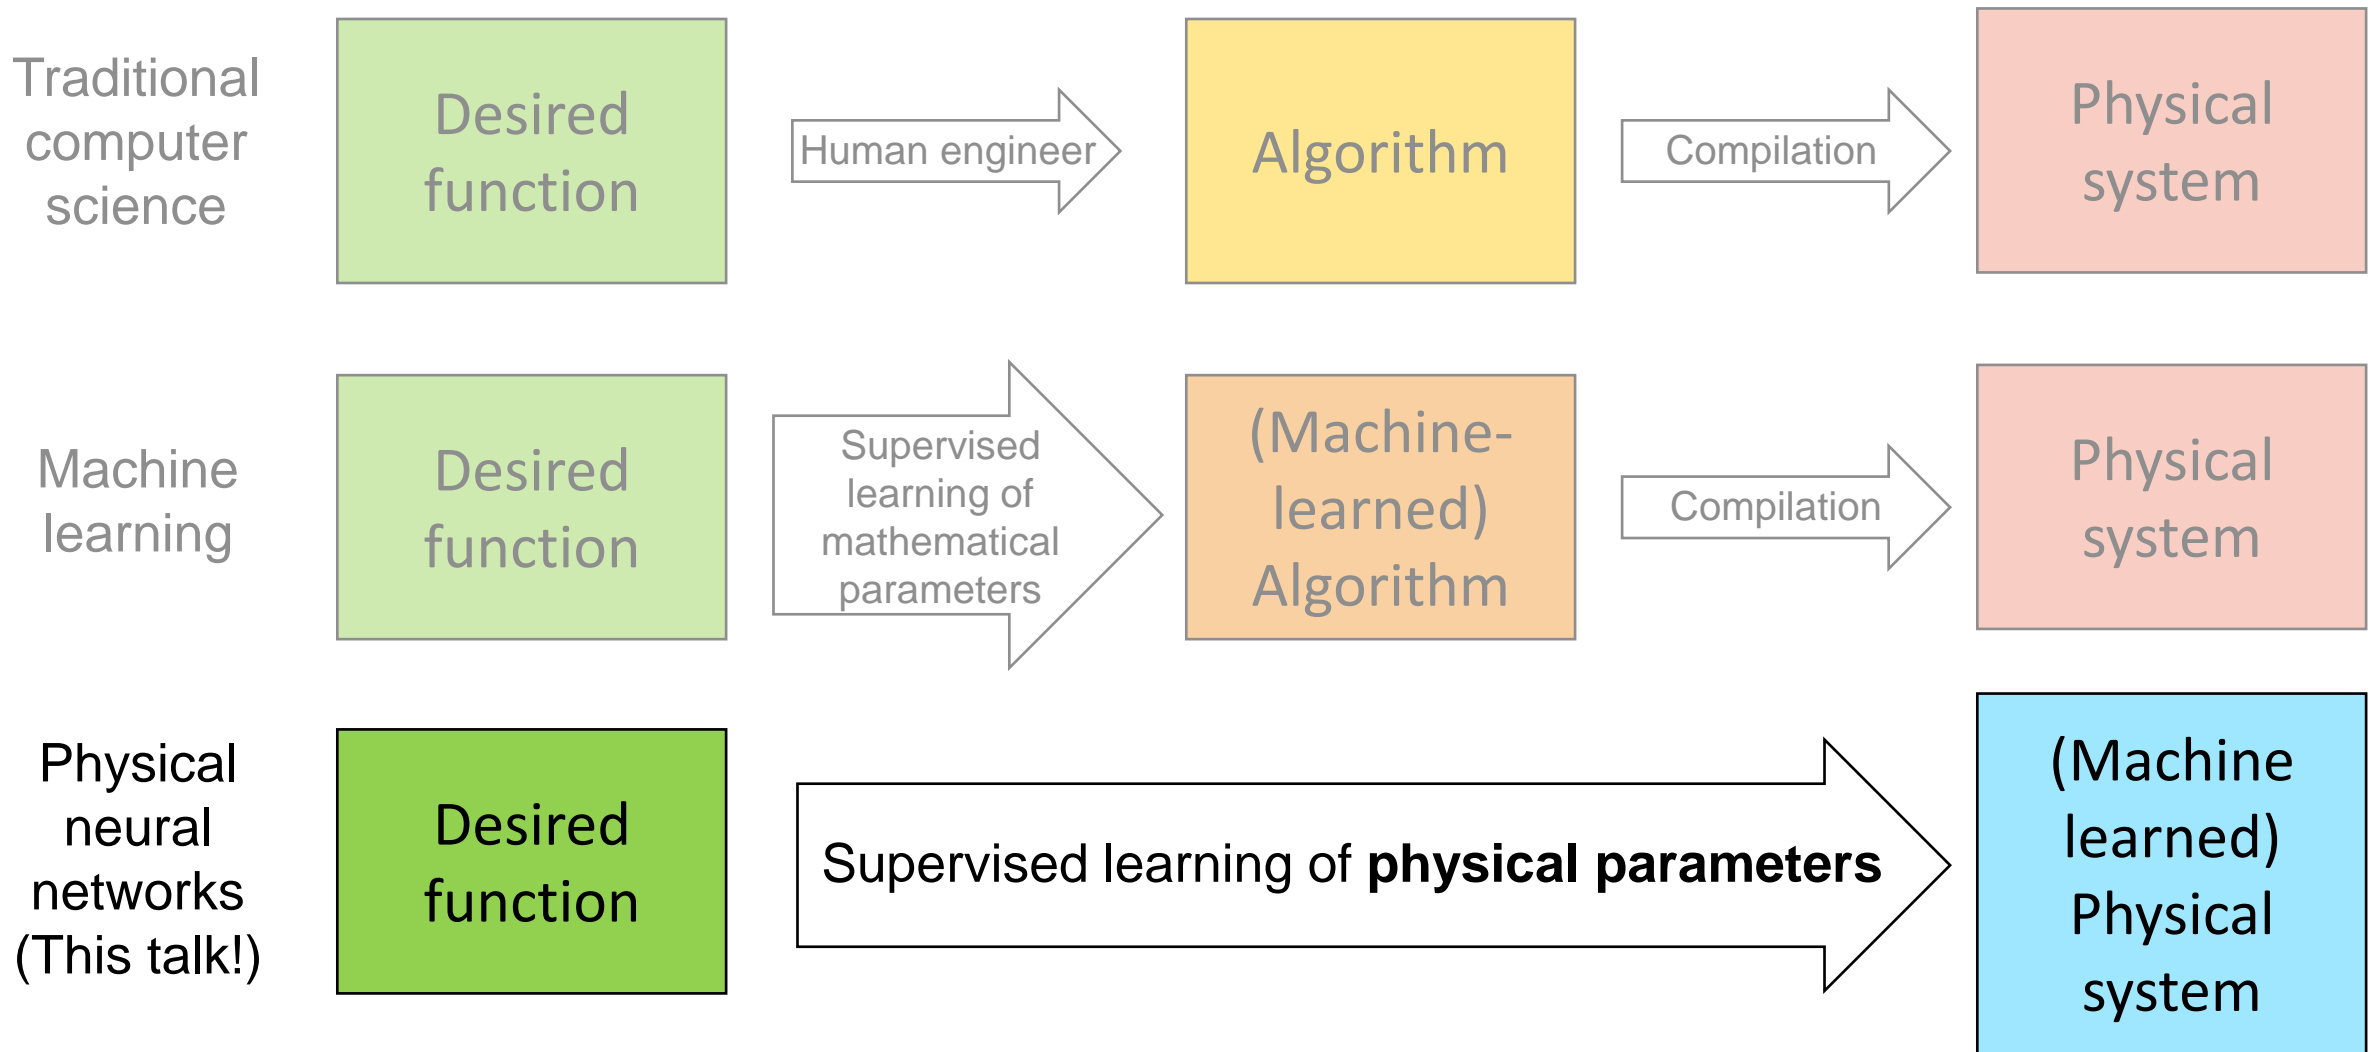 Traditional
computer
science
Desired
function
Human engineer
Algorithm
Compilation
Physical
system
Machine
learning
Desired
function
Supervised
learning of
mathematical
parameters
(Machine-
learned)
Algorithm
Compilation
Physical
system
Physical
neural
networks
(This talk!)
Desired
function
Supervised learning of physical parameters
(Machine
learned)
Physical
system